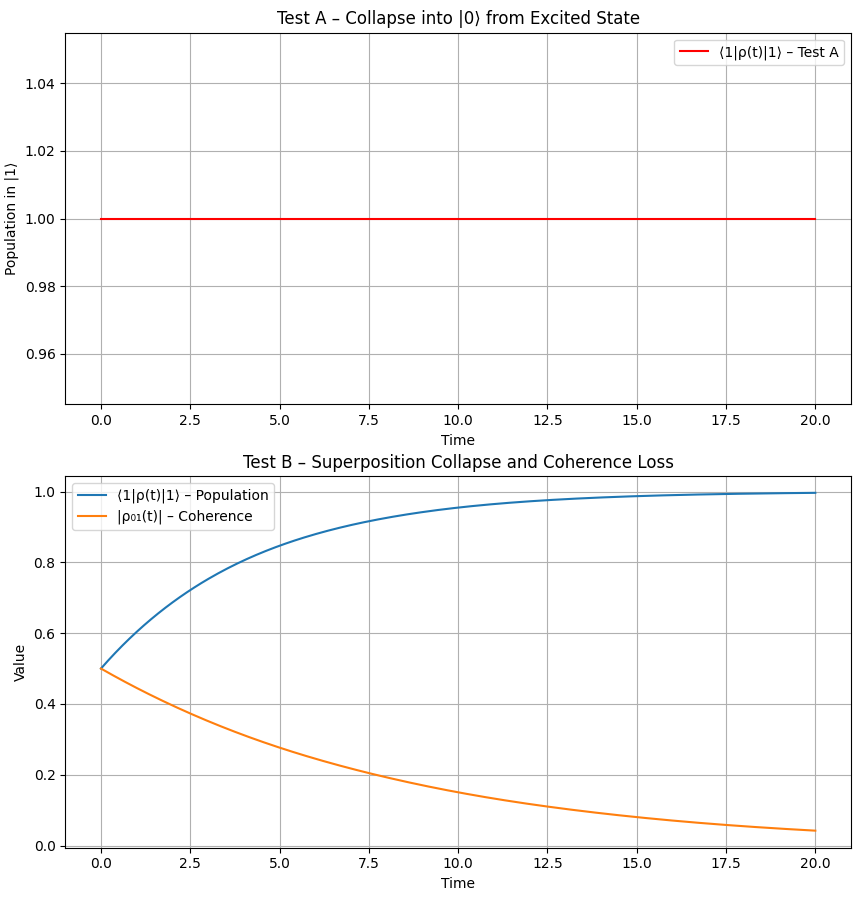 Test A – Collapse into |0⟩ from Excited State
⟨1|ρ(t)|1⟩ – Test A
Population in |1⟩
1.04
1.02
1.00
0.98
0.96
0.0 2.5 5.0 7.5 10.0 12.5 15.0 17.5 20.0
Time
Test B – Superposition Collapse and Coherence Loss
⟨1|ρ(t)|1⟩ – Population
|ρ₀₁(t)| – Coherence
Value
1.0
0.8
0.6
0.4
0.2
0.0
0.0 2.5 5.0 7.5 10.0 12.5 15.0 17.5 20.0
Time